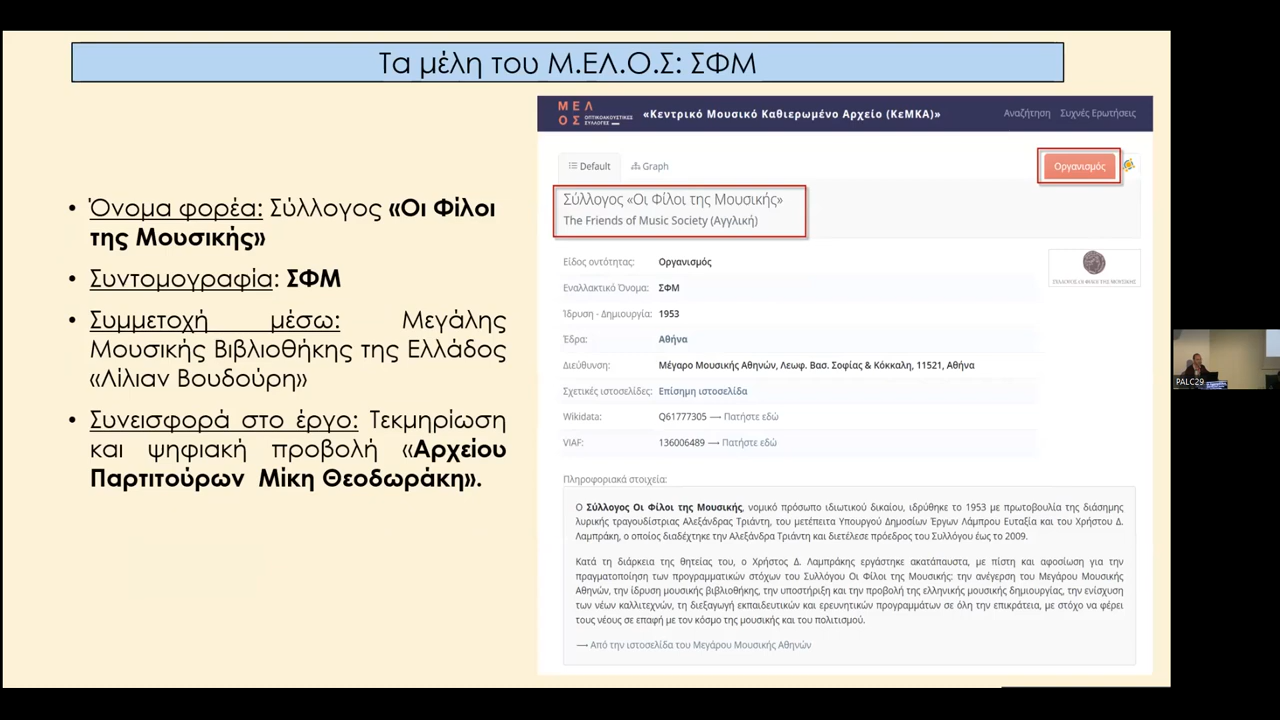 Τα μέλη του Μ.ΕΛ.Ο.Σ: ΣΦΜ
• Όνομα φορέα: Σύλλογος «Οι Φίλοι
της Μουσικής»
• Συντομογραφία: ΣΦΜ
• Συμμετοχή μέσω: Μεγάλης
Μουσικής Βιβλιοθήκης της Ελλάδος
«Λίλιαν Βουδούρη»
• Συνεισφορά στο έργο: Τεκμηρίωση
και ψηφιακή προβολή «Αρχείου
Παρτιτούρων Μίκη Θεοδωράκη».
ΜΕΛ
ΟΣ ΟΠΤΙΚΟΑΚΟΥΣΤΙΚΕΣ
ΣΥΛΛΟΓΕΣ
«Κεντρικό Μουσικό Καθιερωμένο Αρχείο (ΚεΜΚΑ)»
Αναζήτηση Συχνές Ερωτήσεις
Default Graph
Οργανισμός
Σύλλογος «Οι Φίλοι της Μουσικής»
The Friends of Music Society (Αγγλική)
Είδος οντότητας: Οργανισμός
Εναλλακτικό Όνομα: ΣΦΜ
Ίδρυση - Δημιουργία: 1953
Έδρα: Αθήνα
Διεύθυνση: Μέγαρο Μουσικής Αθηνών, Λεωφ. Βασ. Σοφίας & Κόκκαλη, 11521, Αθήνα
Σχετικές ιστοσελίδες: Επίσημη ιστοσελίδα
Wikidata: Q61777305 ⟶ Πατήστε εδώ
VIAF: 136006489 ⟶ Πατήστε εδώ
ΣΥΛΛΟΓΟΣ ΟΙ ΦΙΛΟΙ ΤΗΣ ΜΟΥΣΙΚΗΣ
Πληροφοριακά στοιχεία:
Ο Σύλλογος Οι Φίλοι της Μουσικής, νομικό πρόσωπο ιδιωτικού δικαίου, ιδρύθηκε το 1953 με πρωτοβουλία της διάσημης
λυρικής τραγουδίστριας Αλεξάνδρας Τριάντη, του μετέπειτα Υπουργού Δημοσίων Έργων Λάμπρου Ευταξία και του Χρήστου Δ.
Λαμπράκη, ο οποίος διαδέχτηκε την Αλεξάνδρα Τριάντη και διετέλεσε πρόεδρος του Συλλόγου έως το 2009.
Κατά τη διάρκεια της θητείας του, ο Χρήστος Δ. Λαμπράκης εργάστηκε ακατάπαυστα, με πίστη και αφοσίωση για την
πραγματοποίηση των προγραμματικών στόχων του Συλλόγου Οι Φίλοι της Μουσικής: την ανέγερση του Μεγάρου Μουσικής
Αθηνών, την ίδρυση μουσικής βιβλιοθήκης, την υποστήριξη και την προβολή της ελληνικής μουσικής δημιουργίας, την ενίσχυση
των νέων καλλιτεχνών, τη διεξαγωγή εκπαιδευτικών και ερευνητικών προγραμμάτων σε όλη την επικράτεια, με στόχο να φέρει
τους νέους σε επαφή με τον κόσμο της μουσικής και του πολιτισμού.
⟶ Από την ιστοσελίδα του Μεγάρου Μουσικής Αθηνών
PALC29